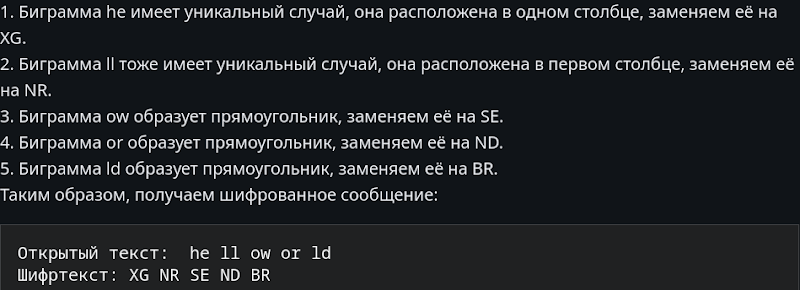 1. Биграмма he имеет уникальный случай, она расположена в одном столбце, заменяем её на
XG.
2. Биграмма ll тоже имеет уникальный случай, она расположена в первом столбце, заменяем её
на NR.
3. Биграмма ow образует прямоугольник, заменяем её на SE.
4. Биграмма or образует прямоугольник, заменяем её на ND.
5. Биграмма ld образует прямоугольник, заменяем её на BR.
Таким образом, получаем шифрованное сообщение:
Открытый текст:  he ll ow or ld
Шифртекст: XG NR SE ND BR